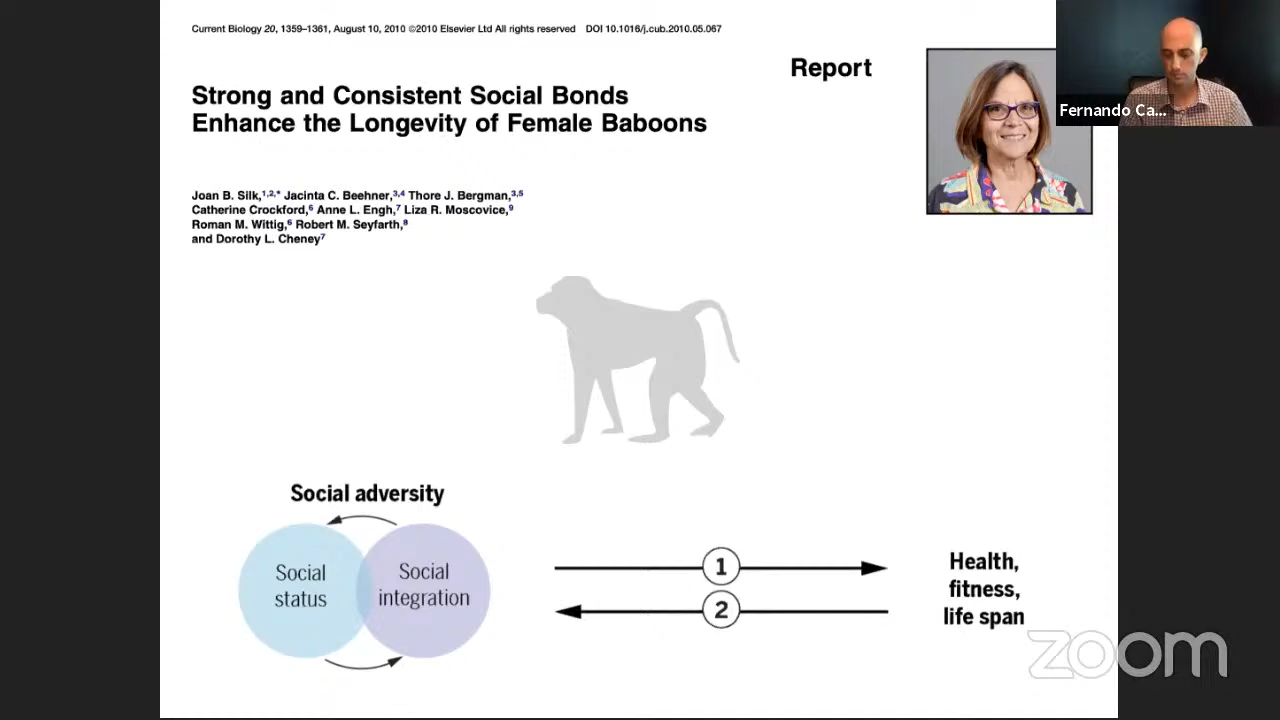 Current Biology 20, 1359–1361, August 10, 2010 ©2010 Elsevier Ltd All rights reserved DOI 10.1016/j.cub.2010.05.067
Report
Fernando Ca...
Strong and Consistent Social Bonds
Enhance the Longevity of Female Baboons
Joan B. Silk,1,2,* Jacinta C. Beehner,3,4 Thore J. Bergman,3,5
Catherine Crockford,6 Anne L. Engh,7 Liza R. Moscovice,9
Roman M. Wittig,6 Robert M. Seyfarth,8
and Dorothy L. Cheney7
Social adversity
Social
status
Social
integration
1
2
Health,
fitness,
life span
zoom